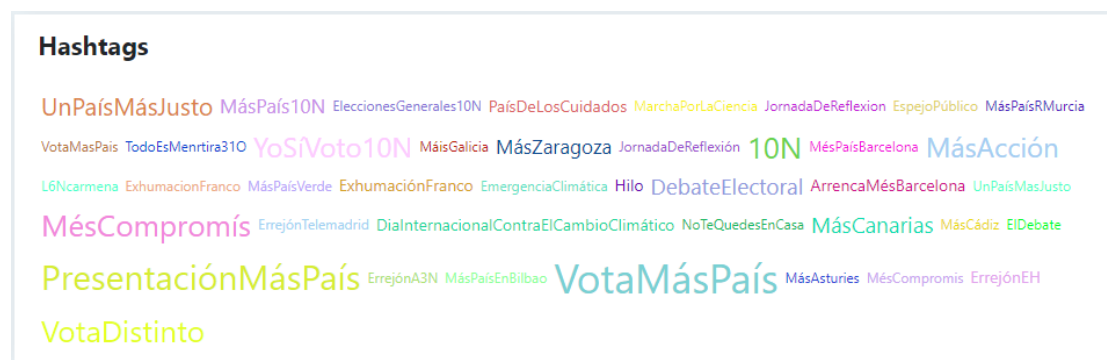 Hashtags
UnPaísMásJusto MásPaís10N EleccionesGenerales10N PaísDeLosCuidados MarchaPorLaCiencia JornadaDeReflexion EspejoPúblico MásPaísRMurcia
VotaMasPais TodoEsMenrtira31O YoSíVoto10N MáisGalicia MásZaragoza JornadaDeReflexión 10N MésPaísBarcelona MásAcción
L6Ncarmena ExhumacionFranco MásPaísVerde ExhumaciónFranco EmergenciaClimática Hilo DebateElectoral ArrencaMésBarcelona UnPaísMasJusto
MésCompromís ErrejónTelemadrid DiaInternacionalContraElCambioClimático NoTeQuedesEnCasa MásCanarias MásCádiz ElDebate
PresentaciónMásPaís ErrejónA3N MásPaísEnBilbao VotaMásPaís MásAsturies MésCompromis ErrejónEH
VotaDistinto